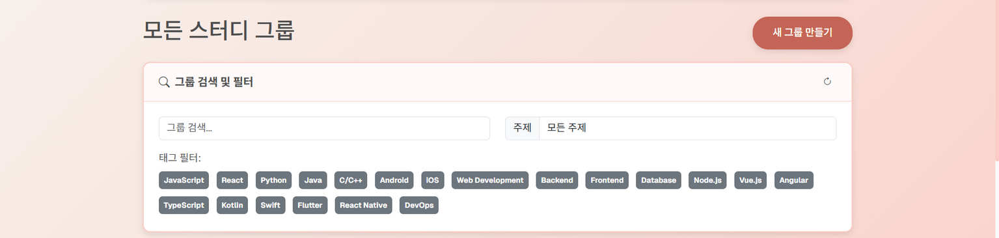 모든 스터디 그룹
새 그룹 만들기
그룹 검색 및 필터
그룹 검색...
주제 모든 주제
태그 필터:
JavaScript React Python Java C/C++ Android iOS Web Development Backend Frontend Database Node.js Vue.js Angular
TypeScript Kotlin Swift Flutter React Native DevOps